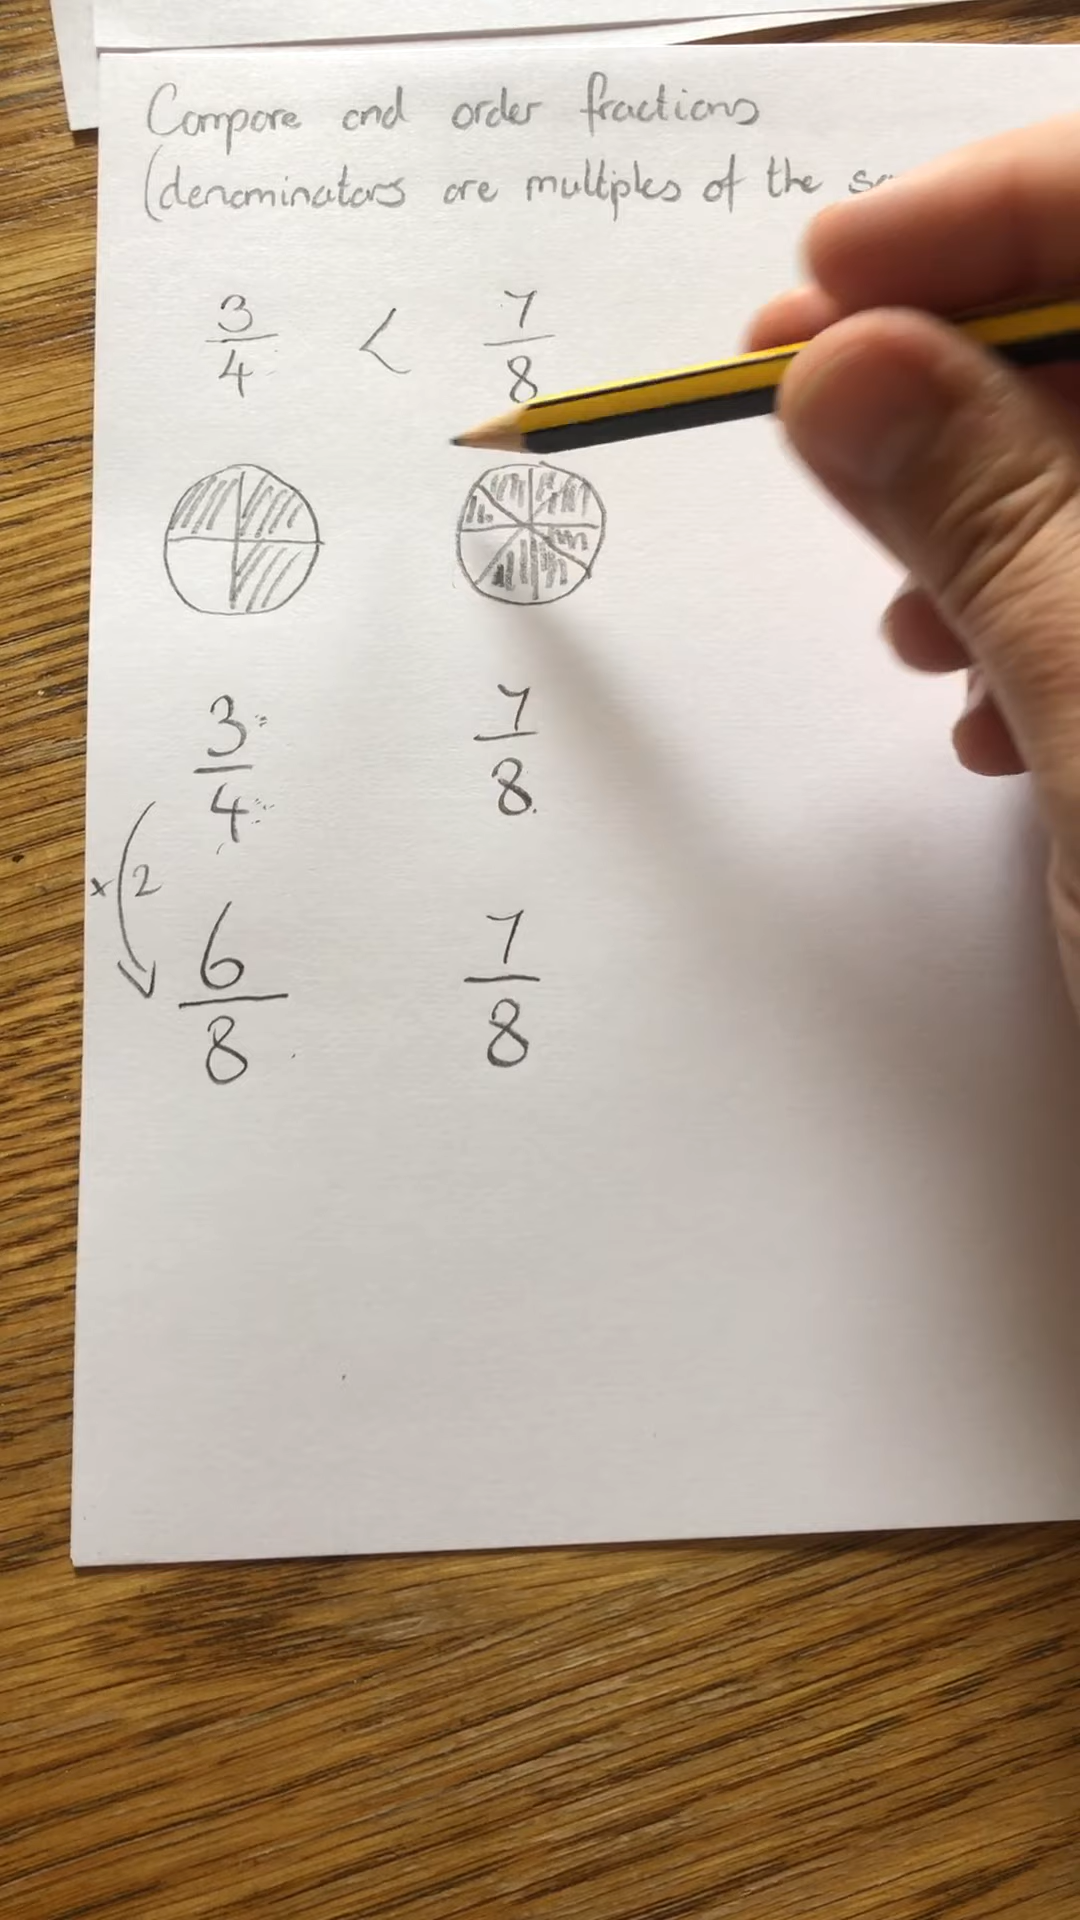 Compare and order fractions
(denominators are multiples of the
3/4 < 7/8
3/4 7/8
x 2
6/8 7/8